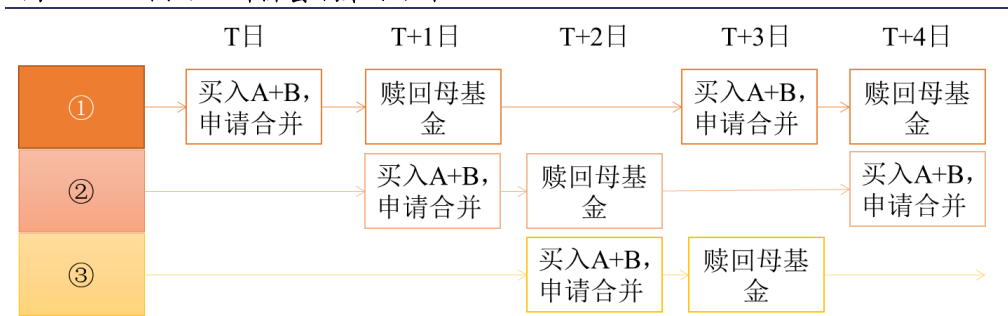 T日 T+1日 T+2日 T+3日 T+4日
① 买入A+B， 赎回母基 买入A+B， 赎回母基
申请合并 金 申请合并 金
② 买入A+B， 赎回母基 买入A+B，
申请合并 金 申请合并
③ 买入A+B， 赎回母基
申请合并 金